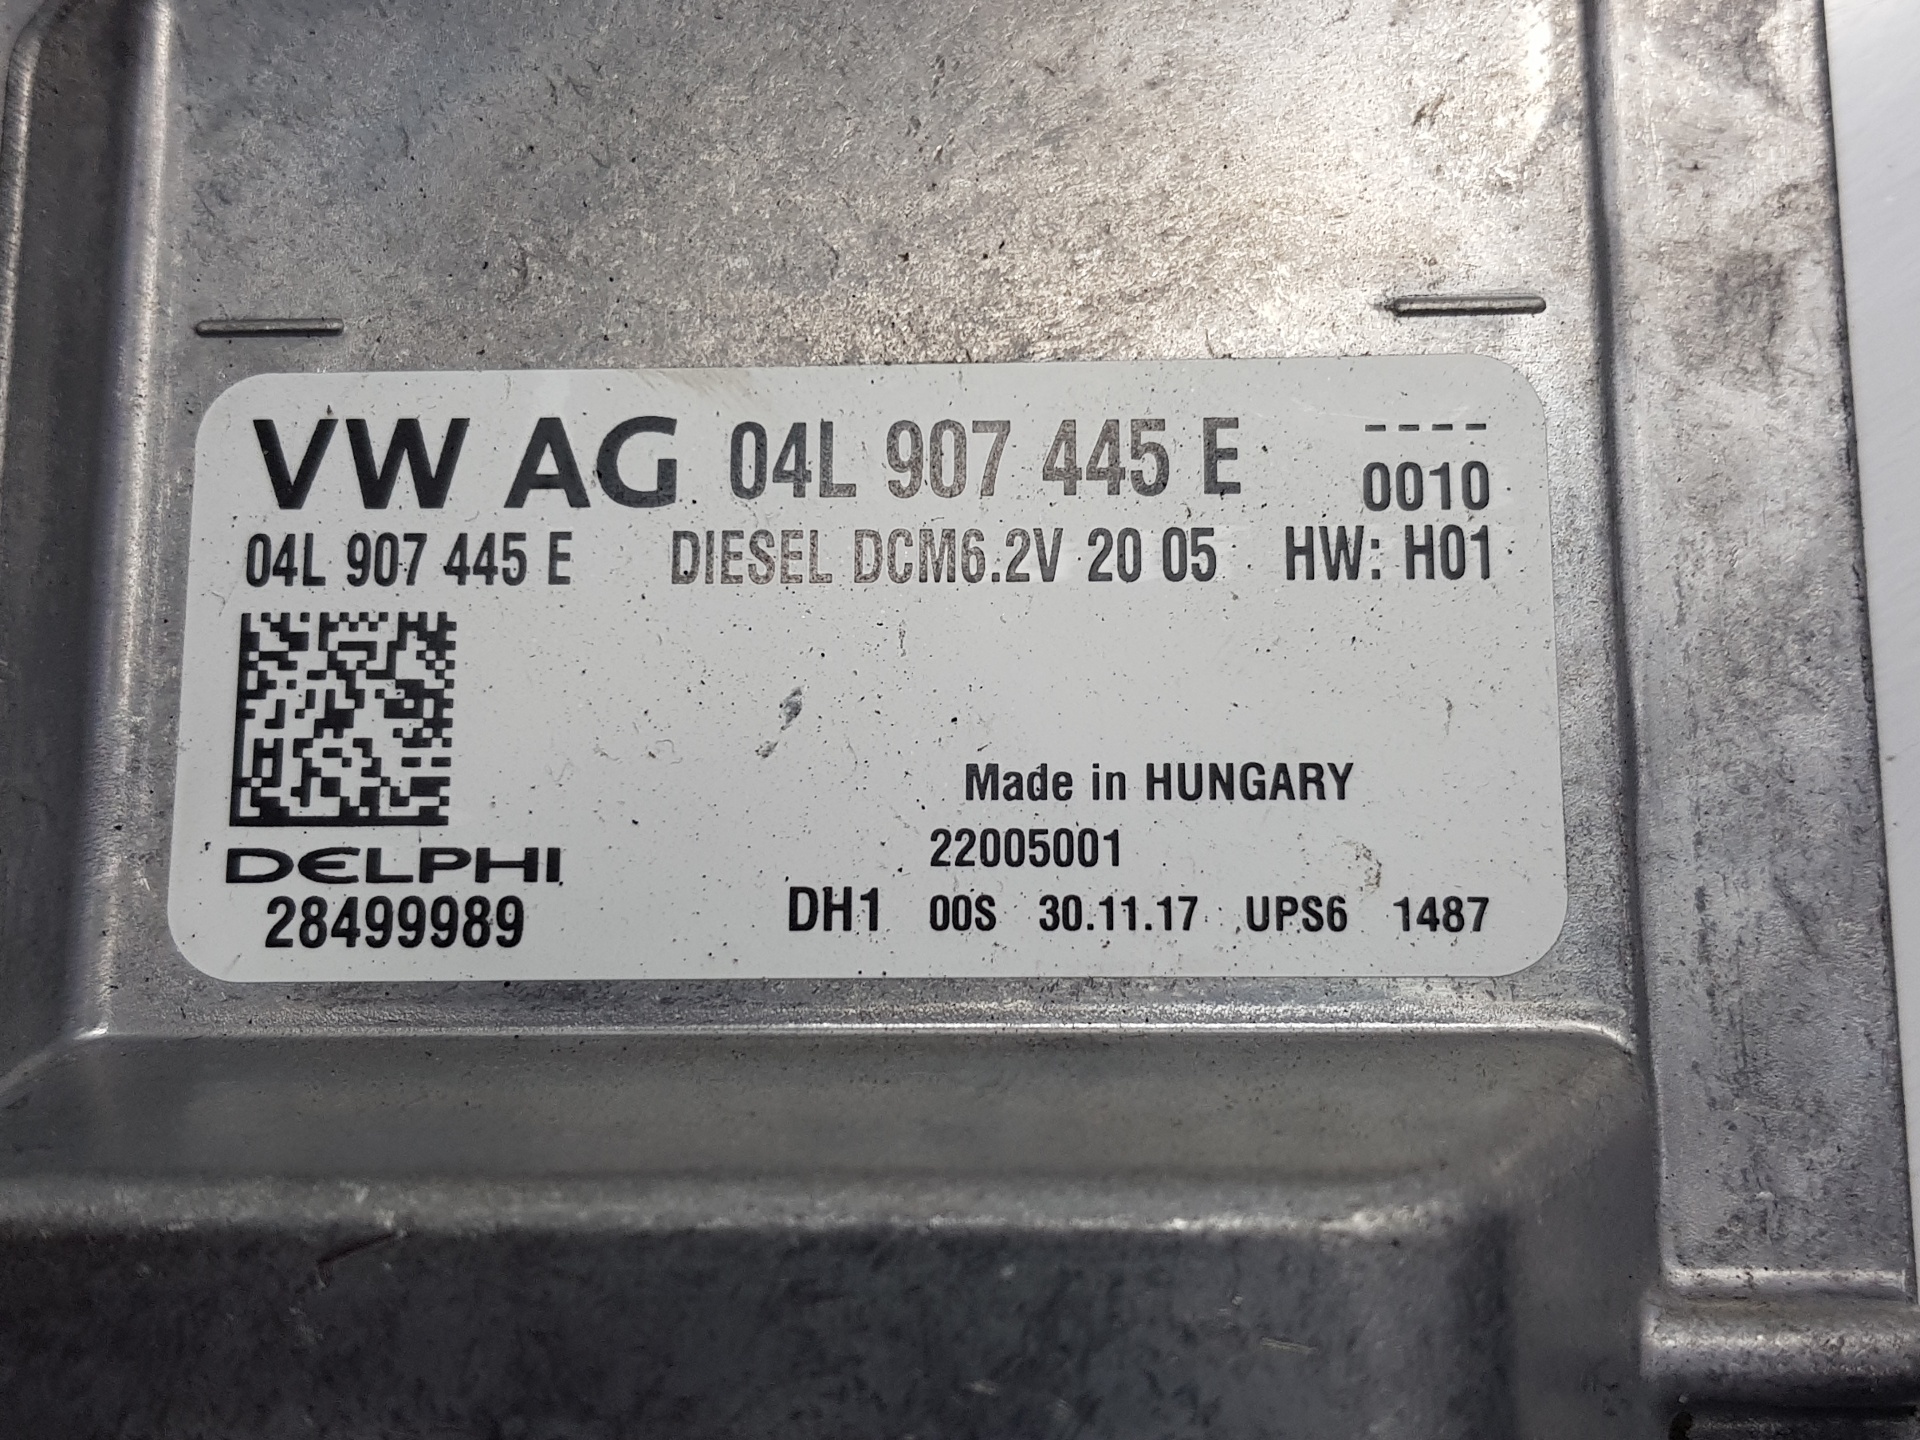 VW AG 04L 907 445 E ----
0010
04L 907 445 E DIESEL DCM6.2V 20 05 HW: H01
Made in HUNGARY
22005001
DELPHI
28499989 DH1 00S 30.11.17 UPS6 1487